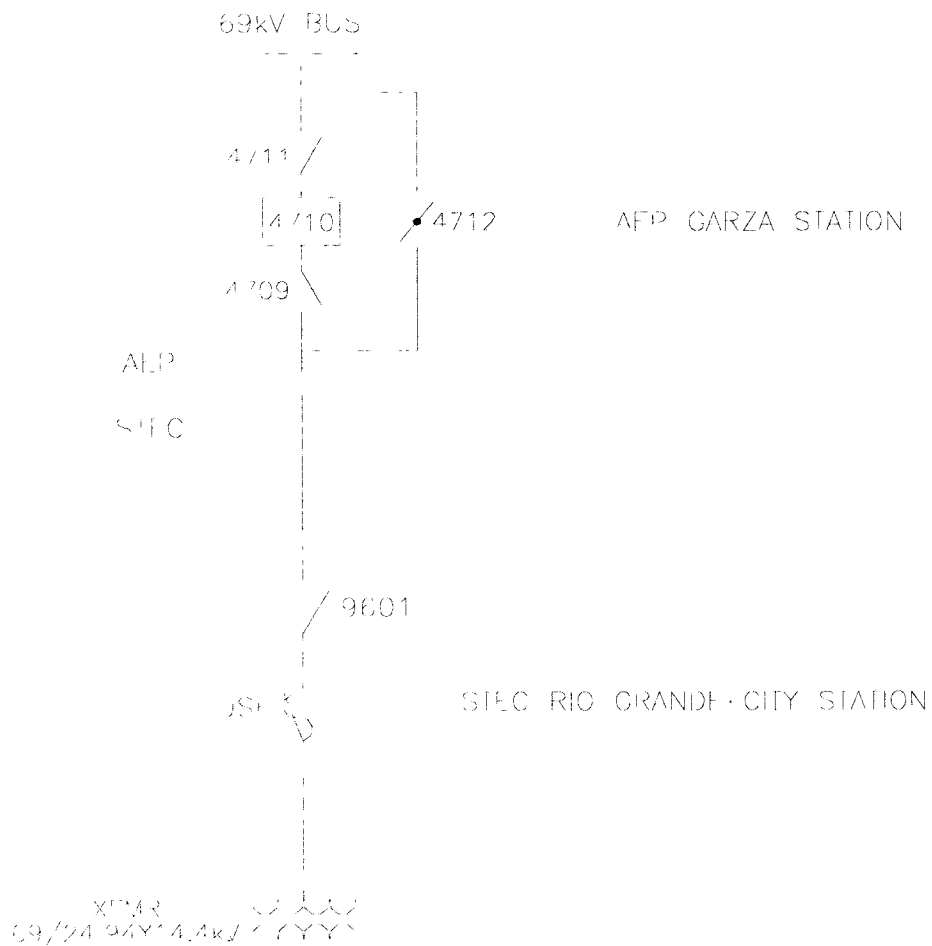 69kV BUS
4711
4710
4712
AEP GARZA STATION
4709
AEP
STEC
9601
STEC RIO GRANDE CITY STATION
XFMR